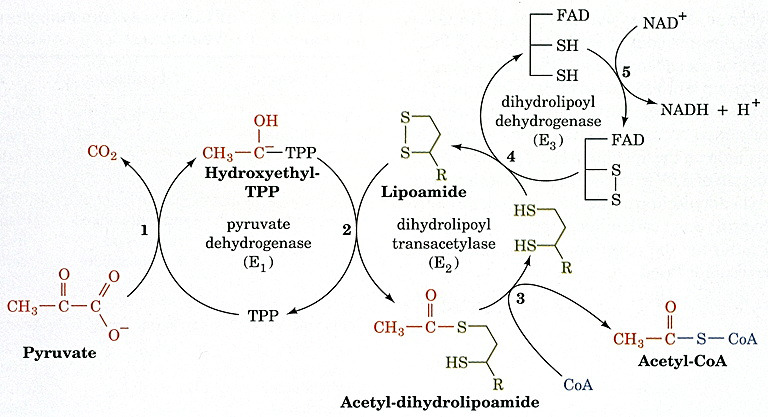 FAD
SH
SH
NAD+
5
NADH + H+
dihydrolipoyl
dehydrogenase
(E3)
FAD
S
S
4
OH
CH3—C—TPP
−
Hydroxyethyl-
TPP
CO2
S
S
R
Lipoamide
1
pyruvate
dehydrogenase
(E1)
2
dihydrolipoyl
transacetylase
(E2)
HS
HS
R
O
O
CH3—C—C
O−
Pyruvate
TPP
O
CH3—C—S
HS
R
Acetyl-dihydrolipoamide
3
CoA
O
CH3—C—S—CoA
Acetyl-CoA